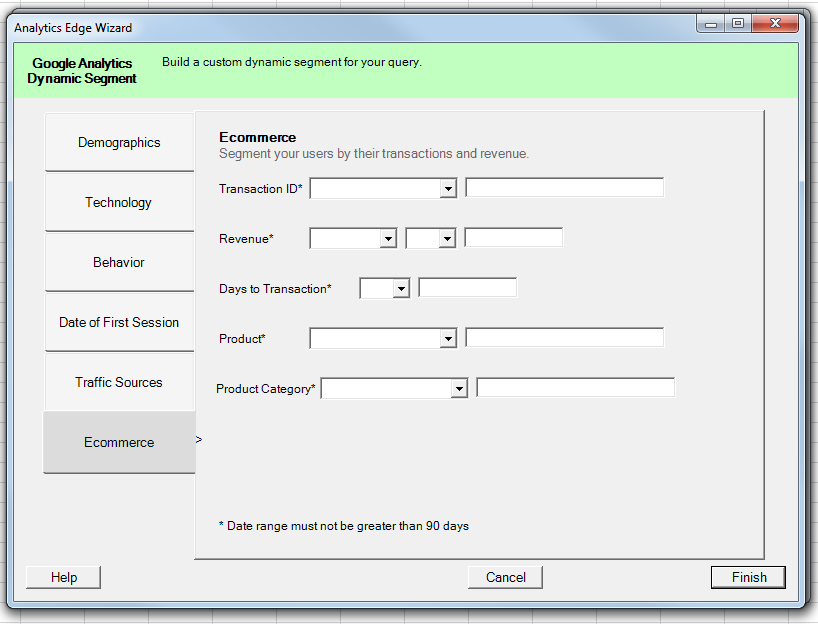 Analytics Edge Wizard
Google Analytics
Dynamic Segment
Build a custom dynamic segment for your query.
Demographics
Technology
Behavior
Date of First Session
Traffic Sources
Ecommerce
>
Ecommerce
Segment your users by their transactions and revenue.
Transaction ID*
Revenue*
Days to Transaction*
Product*
Product Category*
* Date range must not be greater than 90 days
Help
Cancel
Finish